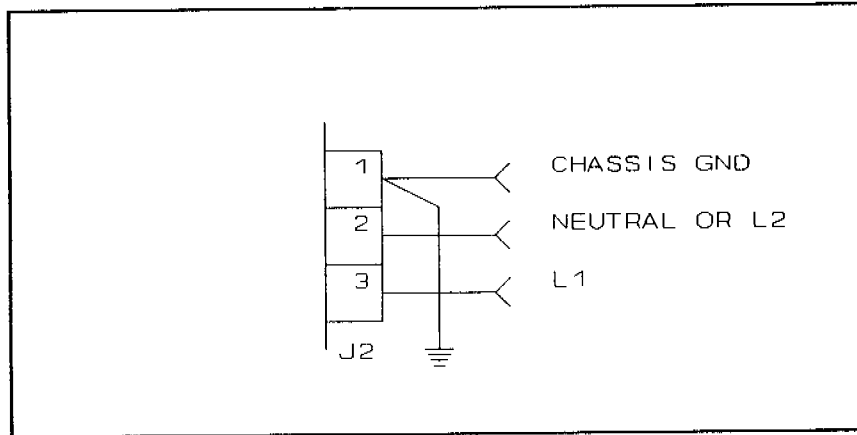 1 CHASSIS GND
2 NEUTRAL OR L2
3 L1
J2